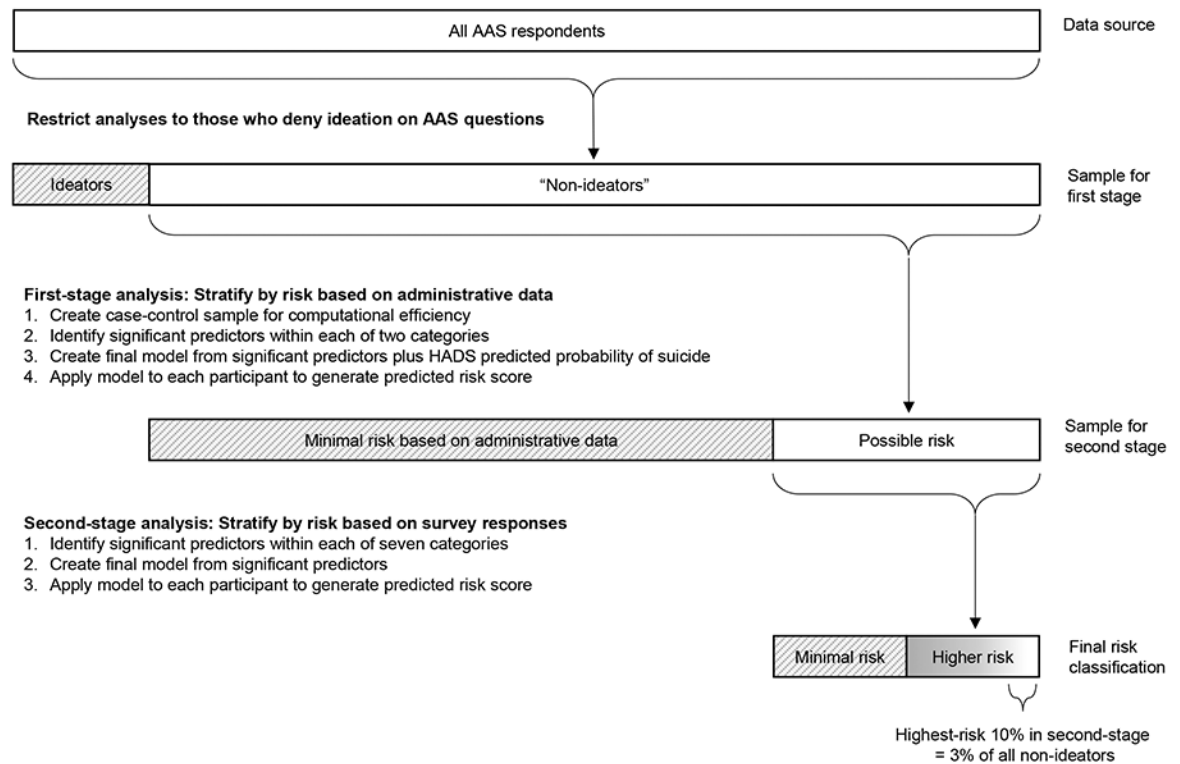 All AAS respondents
Data source
Restrict analyses to those who deny ideation on AAS questions
Ideators
“Non-ideators”
Sample for
first stage
First-stage analysis: Stratify by risk based on administrative data
1. Create case-control sample for computational efficiency
2. Identify significant predictors within each of two categories
3. Create final model from significant predictors plus HADS predicted probability of suicide
4. Apply model to each participant to generate predicted risk score
Minimal risk based on administrative data
Possible risk
Sample for
second stage
Second-stage analysis: Stratify by risk based on survey responses
1. Identify significant predictors within each of seven categories
2. Create final model from significant predictors
3. Apply model to each participant to generate predicted risk score
Minimal risk
Higher risk
Final risk
classification
Highest-risk 10% in second-stage
= 3% of all non-ideators